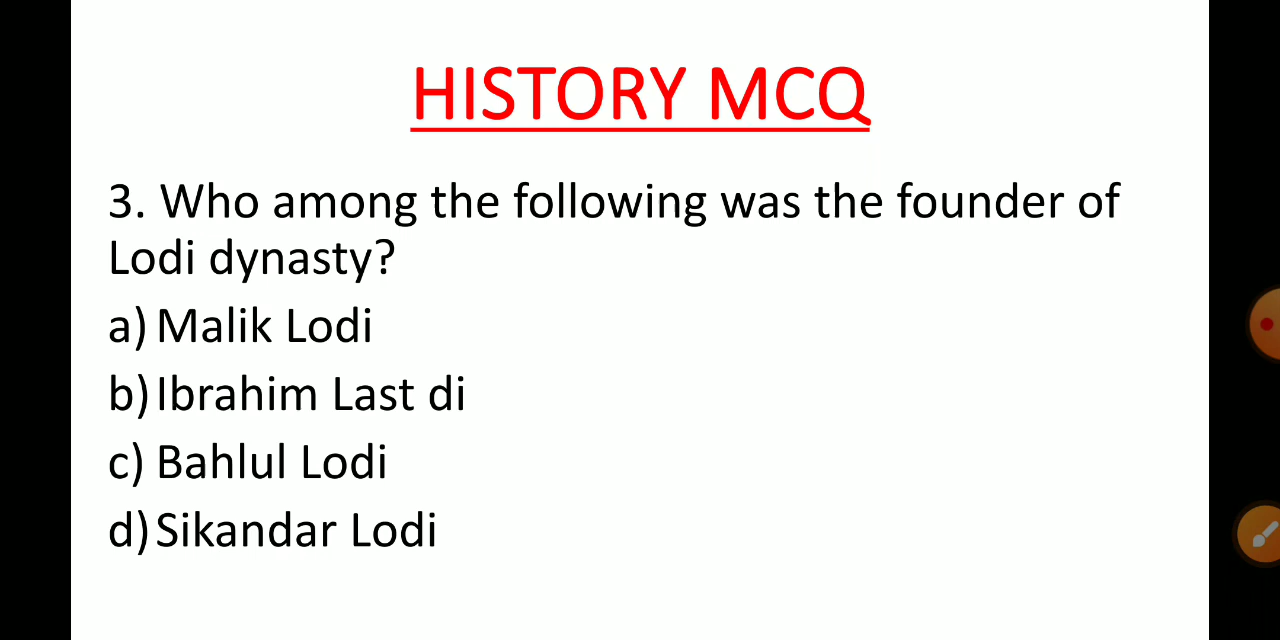 HISTORY MCQ
3. Who among the following was the founder of
Lodi dynasty?
a) Malik Lodi
b) Ibrahim Last di
c) Bahlul Lodi
d) Sikandar Lodi